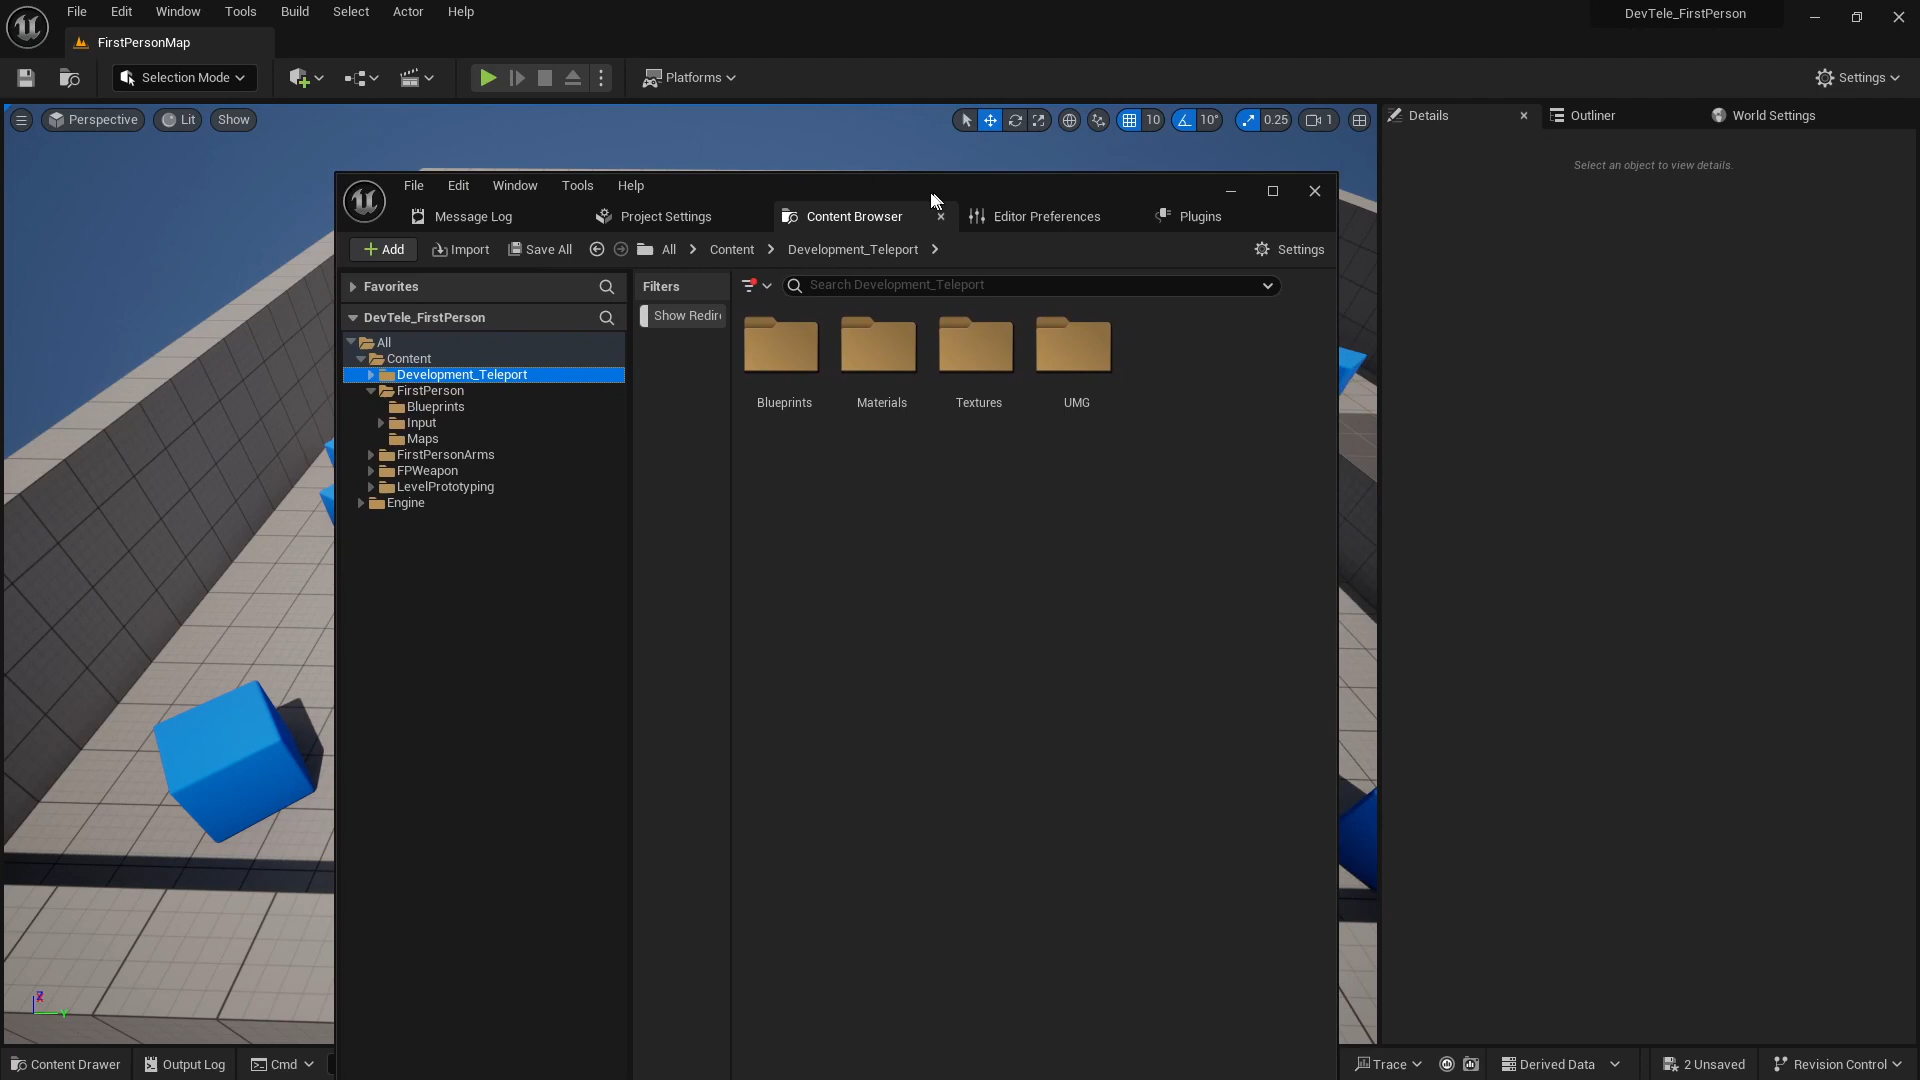 File Edit Window Tools Build Select Actor Help
DevTele_FirstPerson
FirstPersonMap
Selection Mode
Platforms
Settings
Perspective
Lit
Show
10
10°
0.25
1
Details
Outliner
World Settings
Select an object to view details.
File Edit Window Tools Help
Message Log
Project Settings
Content Browser
Editor Preferences
Plugins
Add
Import
Save All
All
Content
Development_Teleport
Settings
Favorites
Filters
Search Development_Teleport
DevTele_FirstPerson
Show Redire
All
Content
Development_Teleport
FirstPerson
Blueprints
Input
Maps
FirstPersonArms
FPWeapon
LevelPrototyping
Engine
Blueprints
Materials
Textures
UMG
Z
Y
Content Drawer
Output Log
Cmd
Trace
Derived Data
2 Unsaved
Revision Control